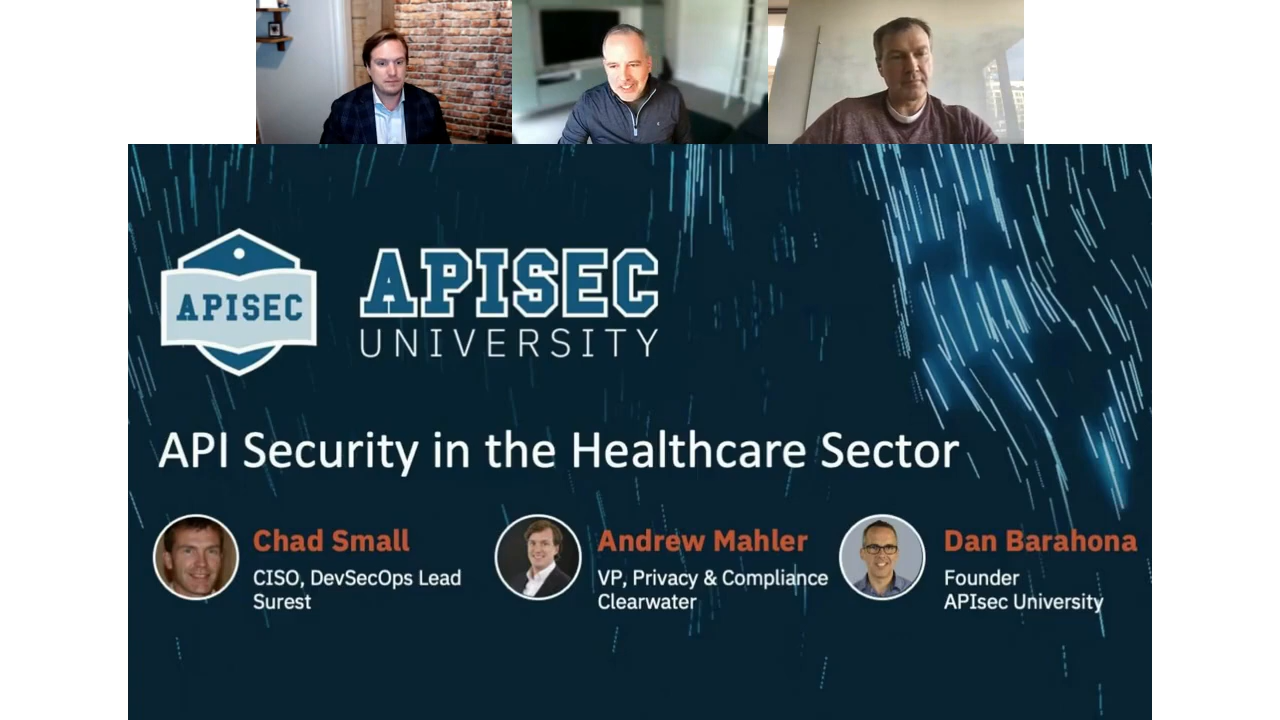 APISEC
APISEC
UNIVERSITY
API Security in the Healthcare Sector
Chad Small
CISO, DevSecOps Lead
Surest
Andrew Mahler
VP, Privacy & Compliance
Clearwater
Dan Barahona
Founder
APIsec University